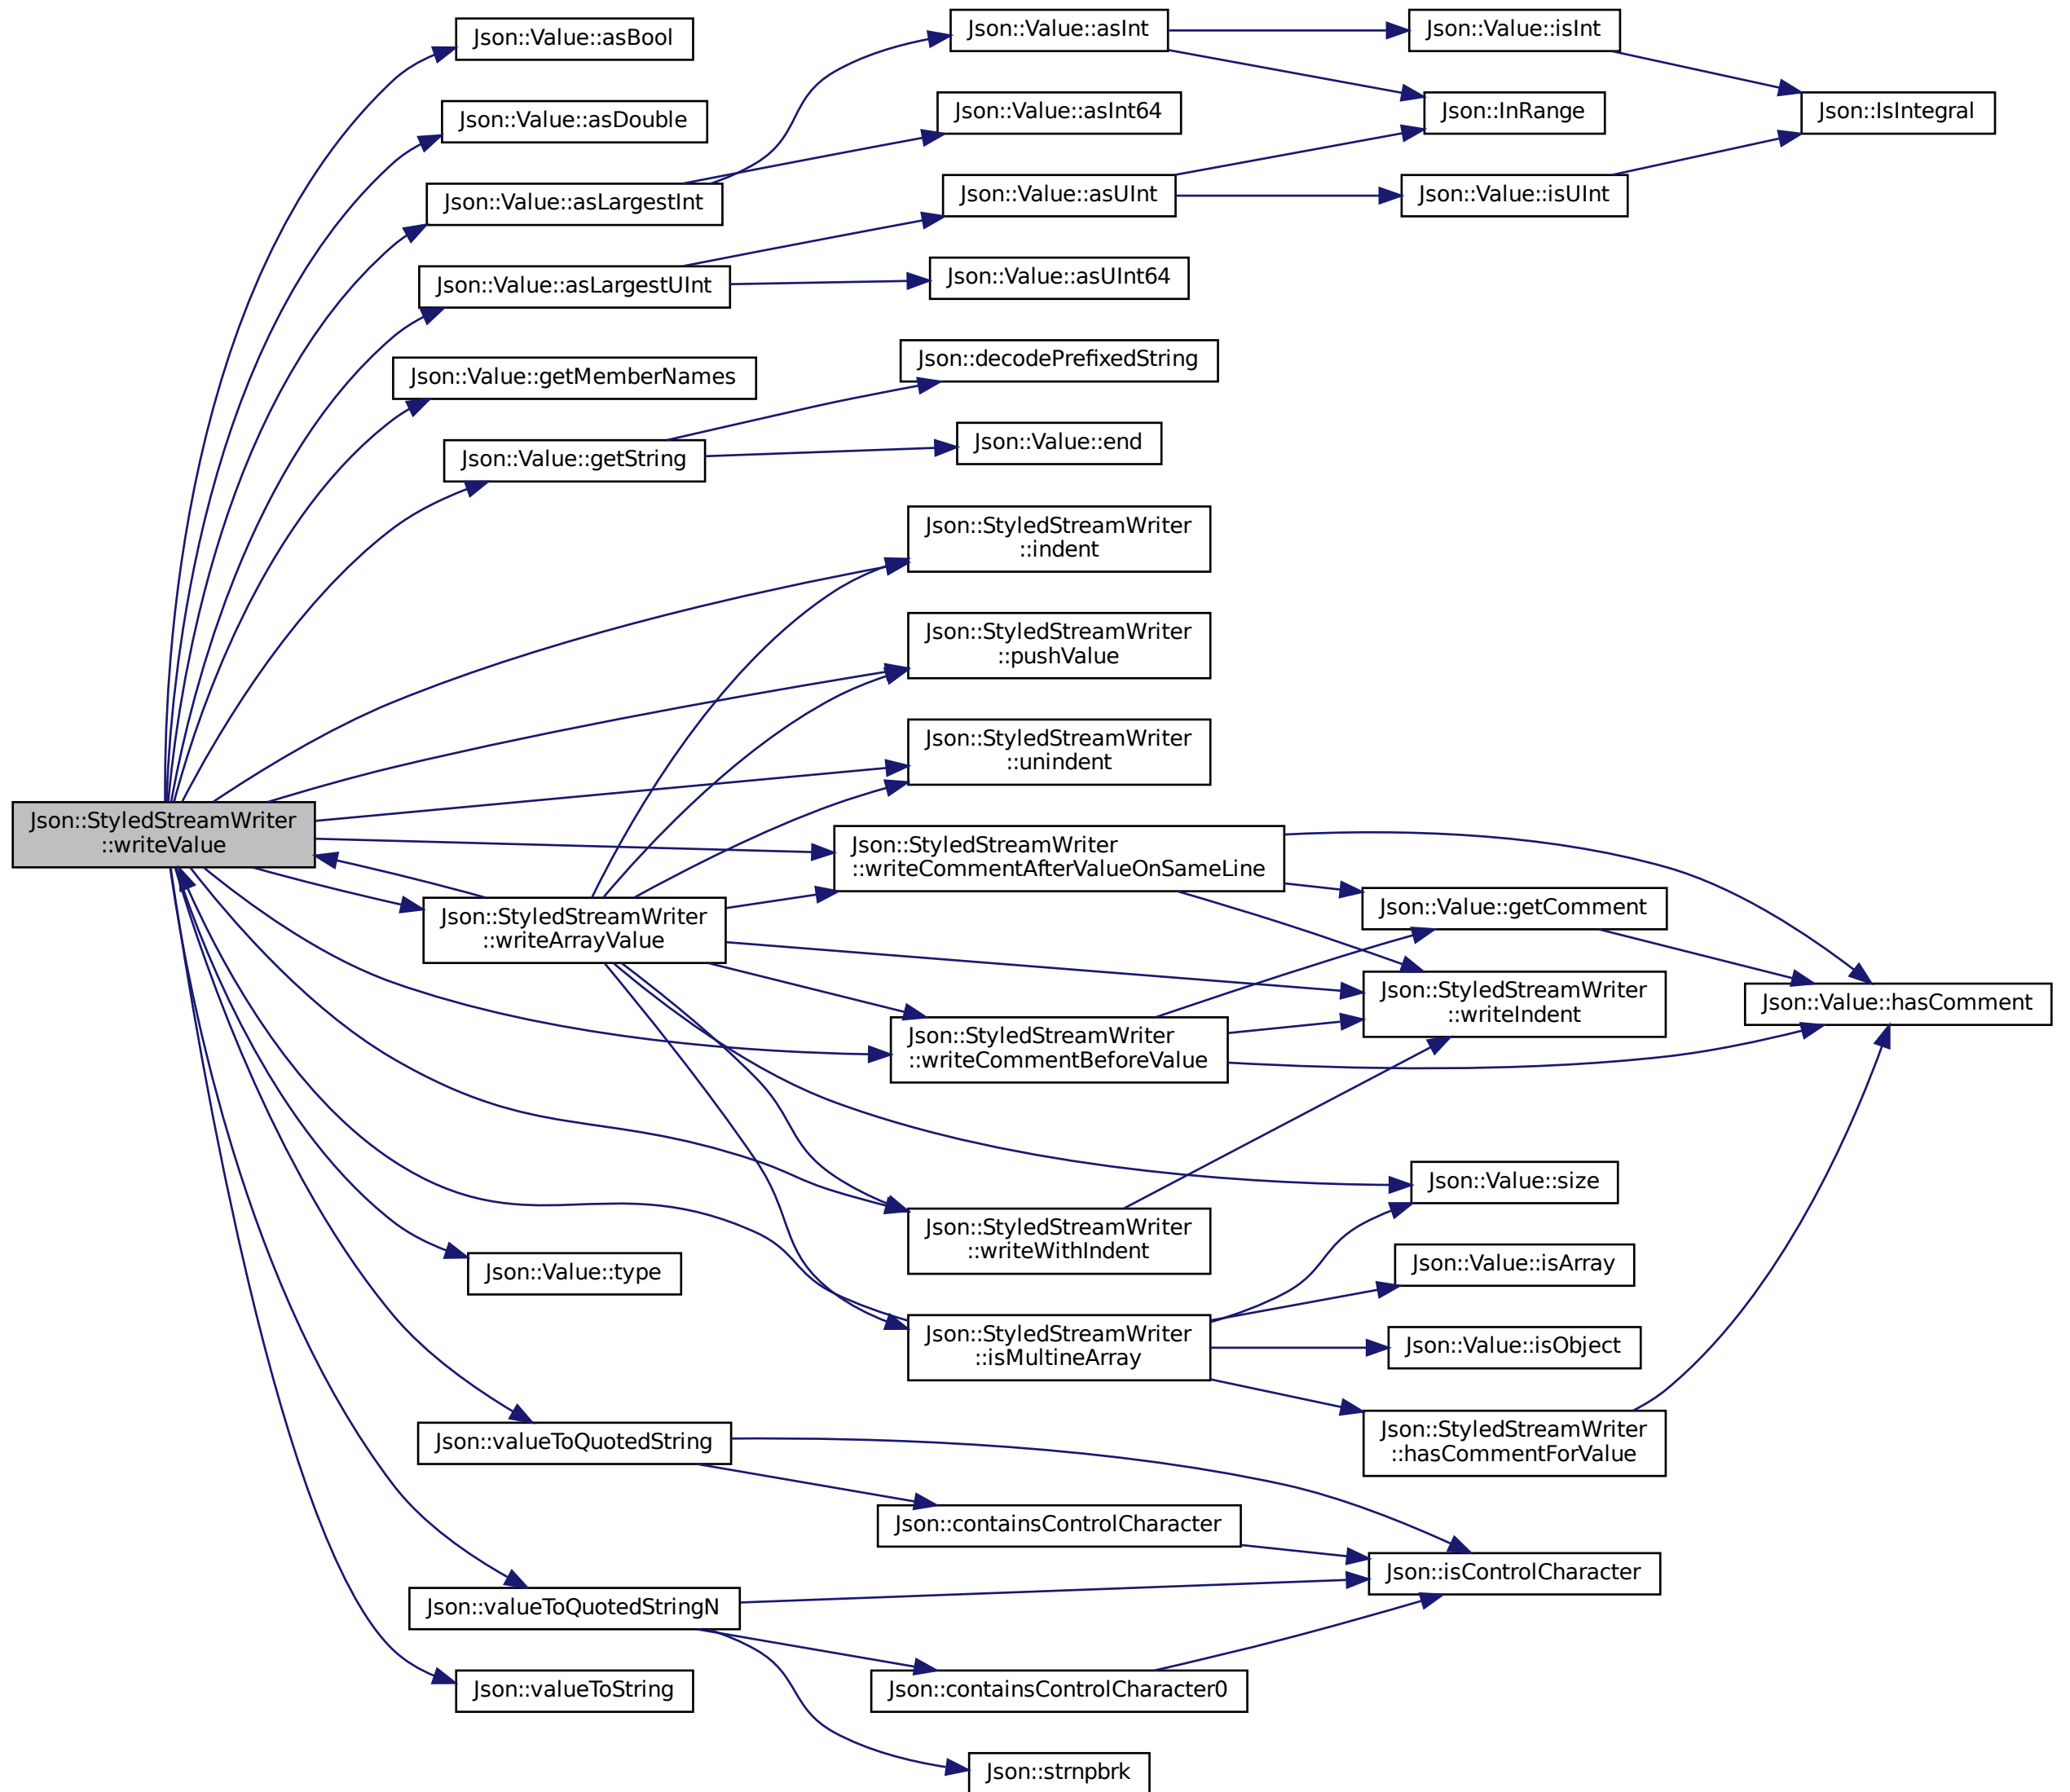 Json::Value::asBool
Json::Value::asDouble
Json::Value::asLargestInt
Json::Value::asLargestUInt
Json::Value::getMemberNames
Json::Value::getString
Json::StyledStreamWriter
::writeValue
Json::StyledStreamWriter
::writeArrayValue
Json::Value::type
Json::valueToQuotedString
Json::valueToQuotedStringN
Json::valueToString
Json::Value::asInt
Json::Value::asInt64
Json::Value::asUInt
Json::Value::asUInt64
Json::decodePrefixedString
Json::Value::end
Json::StyledStreamWriter
::indent
Json::StyledStreamWriter
::pushValue
Json::StyledStreamWriter
::unindent
Json::StyledStreamWriter
::writeCommentAfterValueOnSameLine
Json::StyledStreamWriter
::writeCommentBeforeValue
Json::StyledStreamWriter
::writeWithIndent
Json::StyledStreamWriter
::isMultineArray
Json::containsControlCharacter
Json::containsControlCharacter0
Json::strnpbrk
Json::Value::isInt
Json::InRange
Json::Value::isUInt
Json::Value::getComment
Json::StyledStreamWriter
::writeIndent
Json::Value::size
Json::Value::isArray
Json::Value::isObject
Json::StyledStreamWriter
::hasCommentForValue
Json::isControlCharacter
Json::IsIntegral
Json::Value::hasComment